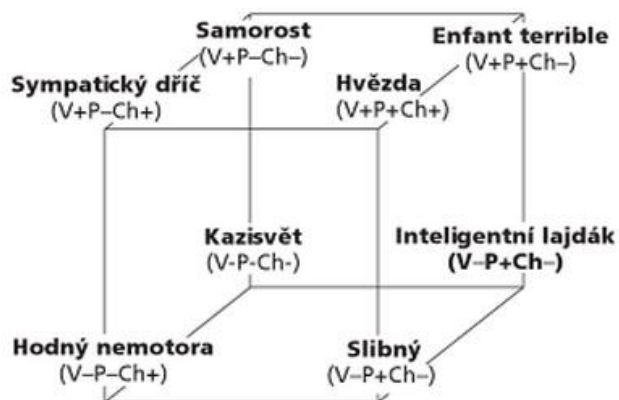 Samorost
(V+P–Ch–)
Enfant terrible
(V+P+Ch–)
Sympatický dříč
(V+P–Ch+)
Hvězda
(V+P+Ch+)
Kazisvět
(V-P-Ch-)
Inteligentní lajdák
(V–P+Ch–)
Hodný nemotora
(V–P–Ch+)
Slibný
(V–P+Ch–)